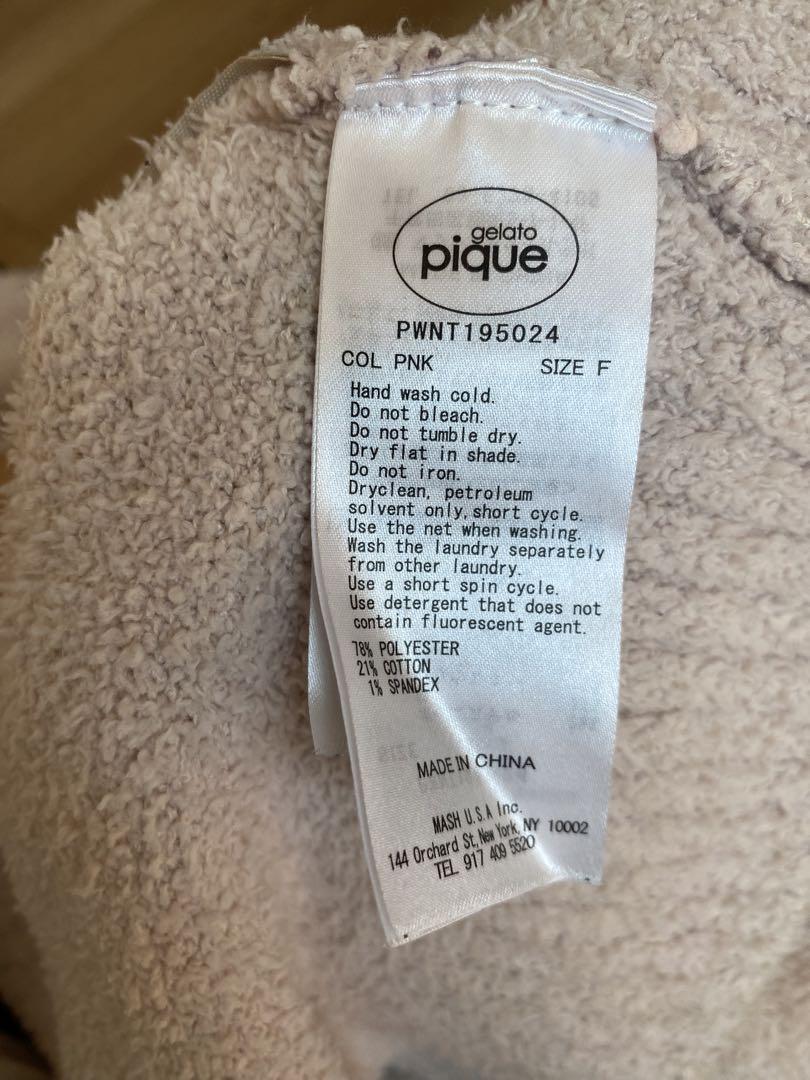 gelato
pique
PWNT195024
COL PNK SIZE F
Hand wash cold.
Do not bleach.
Do not tumble dry.
Dry flat in shade.
Do not iron.
Dryclean, petroleum
solvent only,short cycle.
Use the net when washing.
Wash the laundry separately
from other laundry.
Use a short spin cycle.
Use detergent that does not
contain fluorescent agent.
78% POLYESTER
21% COTTON
1% SPANDEX
MADE IN CHINA
MASH U.S.A Inc.
144 Orchard St,New York,NY 10002
TEL 917 409 5520